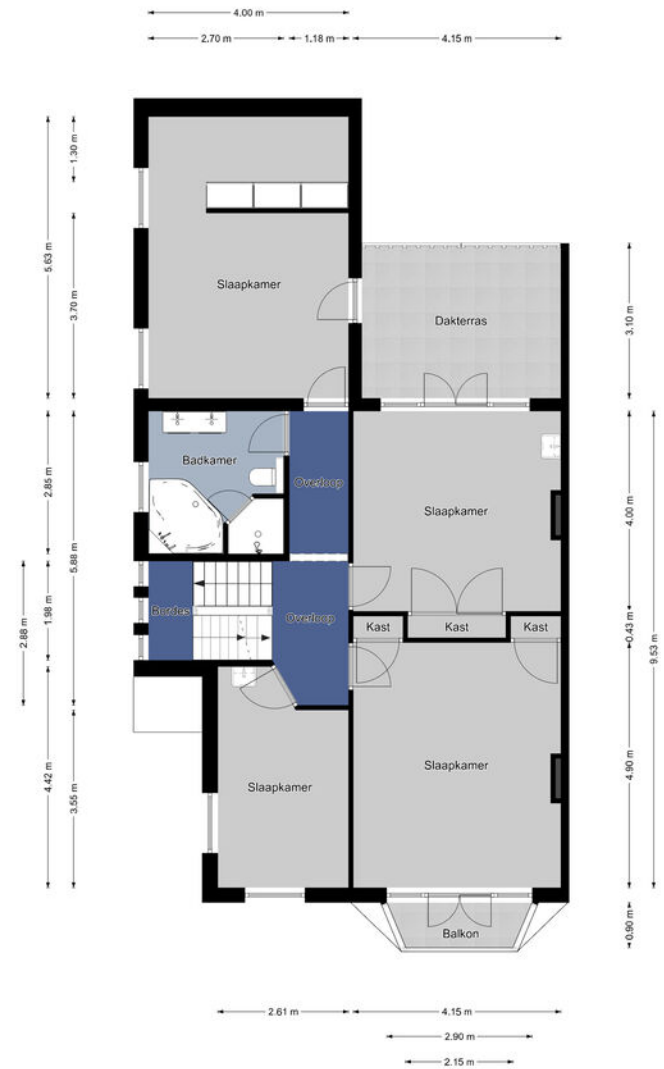 4.00 m
2.70 m
1.18 m
4.15 m
1.30 m
5.63 m
3.70 m
3.10 m
Slaapkamer
Dakterras
Badkamer
Overloop
Slaapkamer
2.85 m
4.00 m
5.88 m
Bordes
Overloop
Kast
Kast
Kast
1.98 m
2.88 m
0.43 m
9.53 m
Slaapkamer
Slaapkamer
4.42 m
3.55 m
4.90 m
Balkon
0.90 m
2.61 m
4.15 m
2.90 m
2.15 m